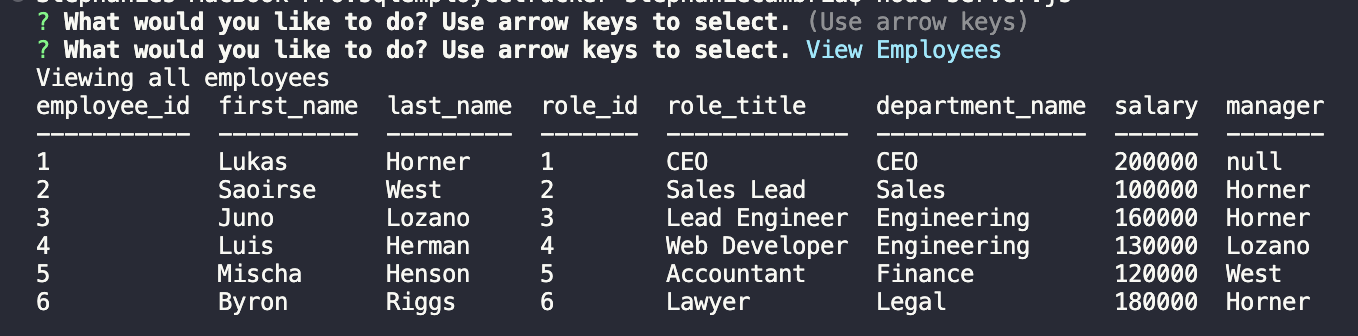 ? What would you like to do? Use arrow keys to select. (Use arrow keys)
? What would you like to do? Use arrow keys to select. View Employees
Viewing all employees
employee_id  first_name  last_name  role_id  role_title     department_name  salary  manager
-----------  ----------  ---------  -------  -------------  ---------------  ------  -------
1            Lukas       Horner     1        CEO            CEO              200000  null
2            Saoirse     West       2        Sales Lead     Sales            100000  Horner
3            Juno        Lozano     3        Lead Engineer  Engineering      160000  Horner
4            Luis        Herman     4        Web Developer  Engineering      130000  Lozano
5            Mischa      Henson     5        Accountant     Finance          120000  West
6            Byron       Riggs      6        Lawyer         Legal            180000  Horner